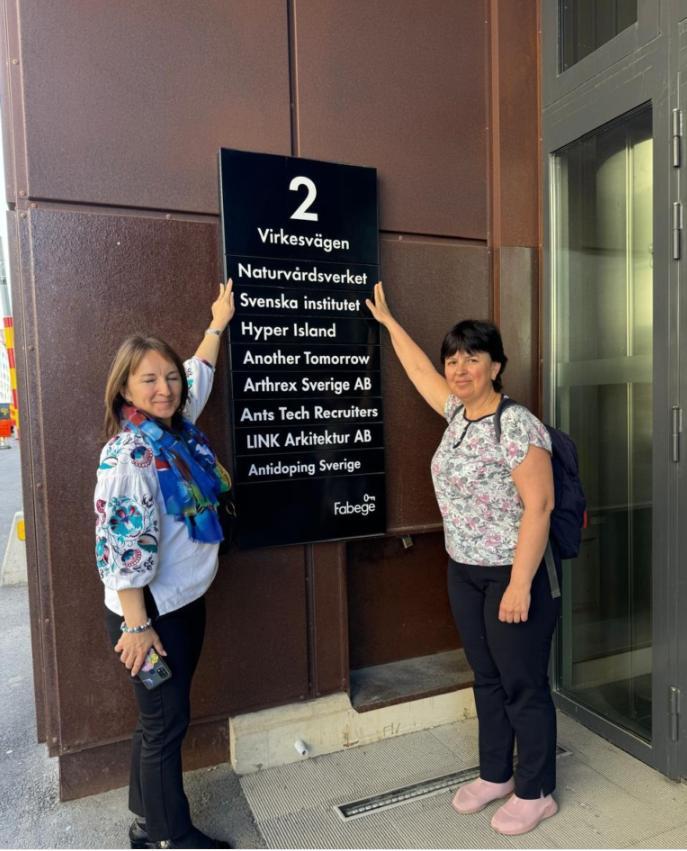 2
Virkesvägen
Naturvårdsverket
Svenska institutet
Hyper Island
Another Tomorrow
Arthrex Sverige AB
Ants Tech Recruiters
LINK Arkitektur AB
Antidoping Sverige
Fabege